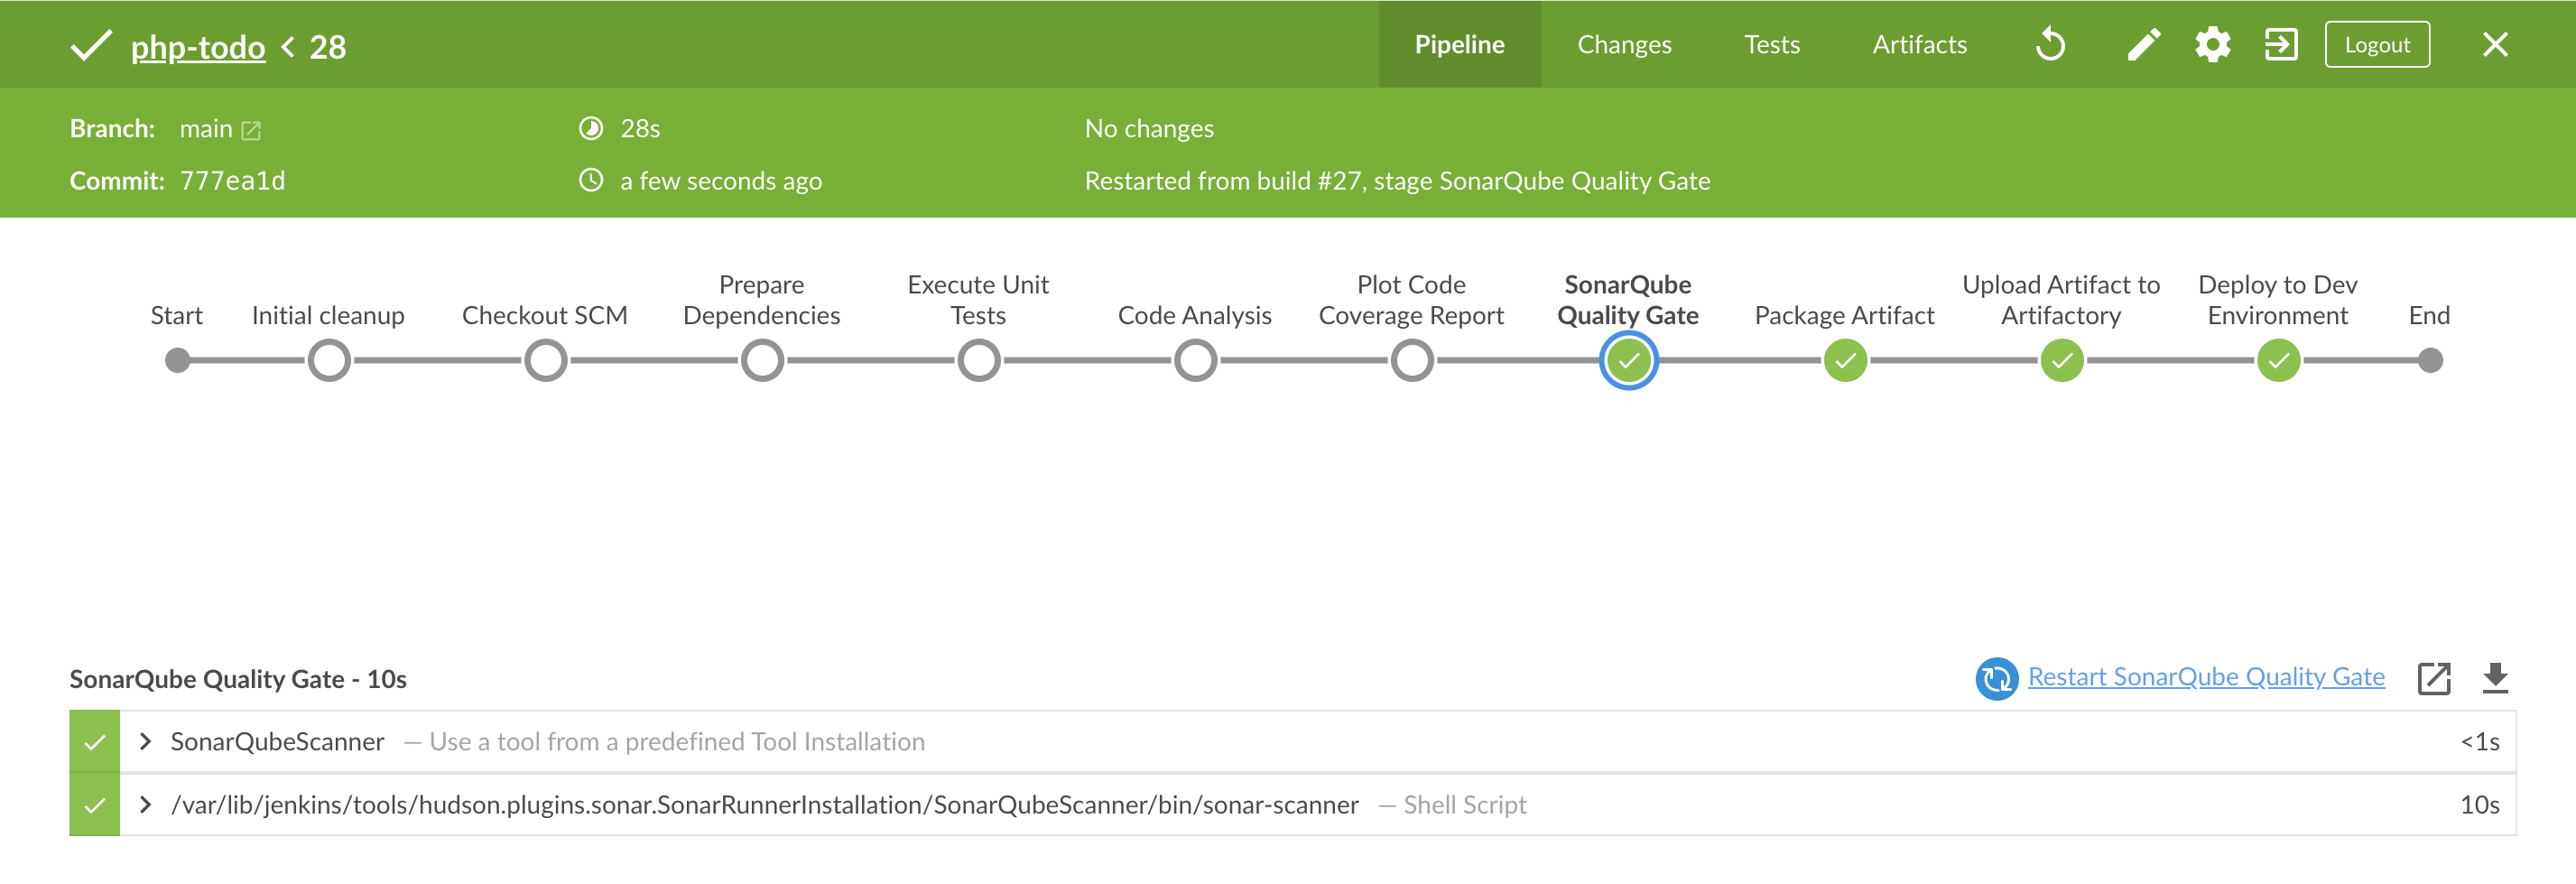 php-todo < 28
Pipeline
Changes
Tests
Artifacts
Logout
Branch: main
28s
No changes
Commit: 777ea1d
a few seconds ago
Restarted from build #27, stage SonarQube Quality Gate
Start
Initial cleanup
Checkout SCM
Prepare
Dependencies
Execute Unit
Tests
Code Analysis
Plot Code
Coverage Report
SonarQube
Quality Gate
Package Artifact
Upload Artifact to
Artifactory
Deploy to Dev
Environment
End
SonarQube Quality Gate - 10s
Restart SonarQube Quality Gate
SonarQubeScanner — Use a tool from a predefined Tool Installation <1s
/var/lib/jenkins/tools/hudson.plugins.sonar.SonarRunnerInstallation/SonarQubeScanner/bin/sonar-scanner — Shell Script 10s